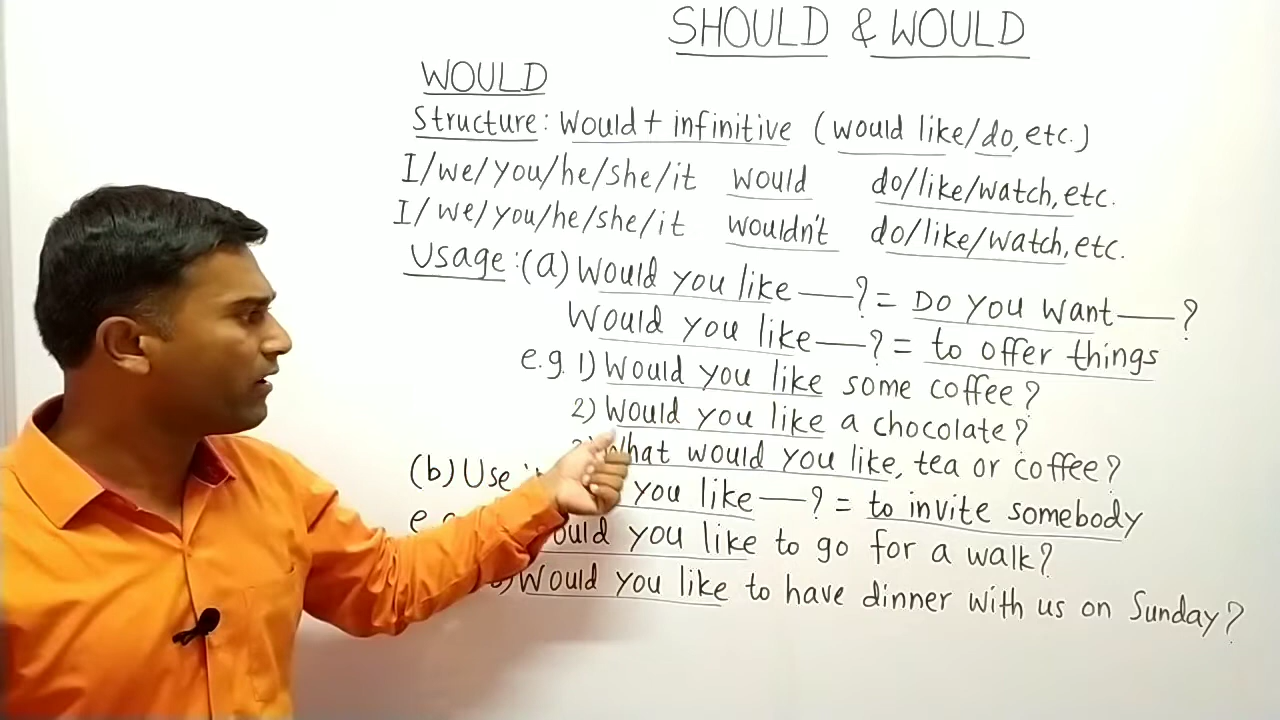 SHOULD & WOULD
WOULD
Structure: Would + infinitive (would like/do, etc.)
I/we/you/he/she/it would do/like/watch, etc.
I/we/you/he/she/it wouldn't do/like/watch, etc.
Usage: (a) Would you like —? = Do you want —?
Would you like —? = to offer things
e.g. 1) Would you like some coffee?
2) Would you like a chocolate?
What would you like, tea or coffee?
(b) Use you like —? = to invite somebody
you like to go for a walk?
Would you like to have dinner with us on Sunday?